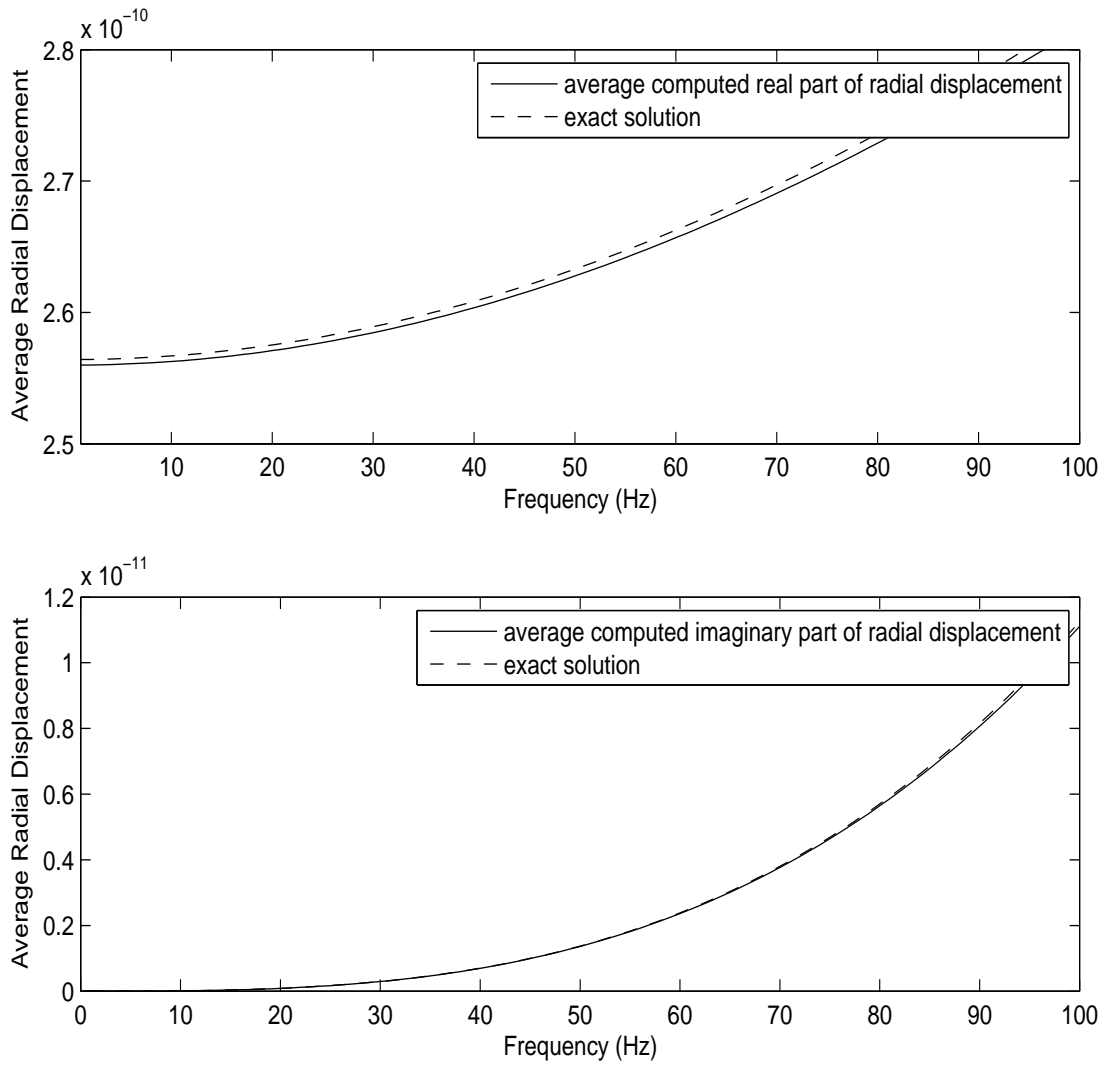 x 10⁻¹⁰
2.8
2.7
2.6
2.5
Average Radial Displacement
average computed real part of radial displacement
exact solution
10 20 30 40 50 60 70 80 90 100
Frequency (Hz)
x 10⁻¹¹
1.2
1
0.8
0.6
0.4
0.2
0
Average Radial Displacement
average computed imaginary part of radial displacement
exact solution
0 10 20 30 40 50 60 70 80 90 100
Frequency (Hz)